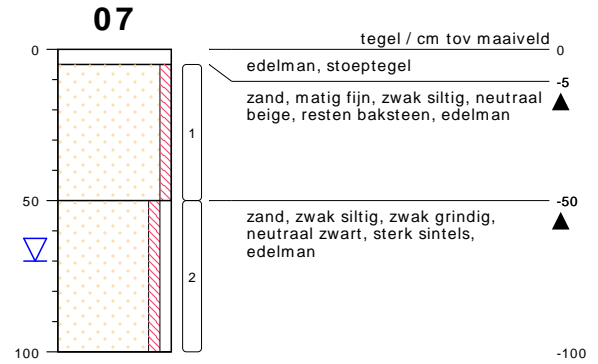 07
tegel / cm tov maaiveld
0
0
edelman, stoeptegel
-5
zand, matig fijn, zwak siltig, neutraal
beige, resten baksteen, edelman
1
50
-50
zand, zwak siltig, zwak grindig,
neutraal zwart, sterk sintels,
edelman
2
100
-100